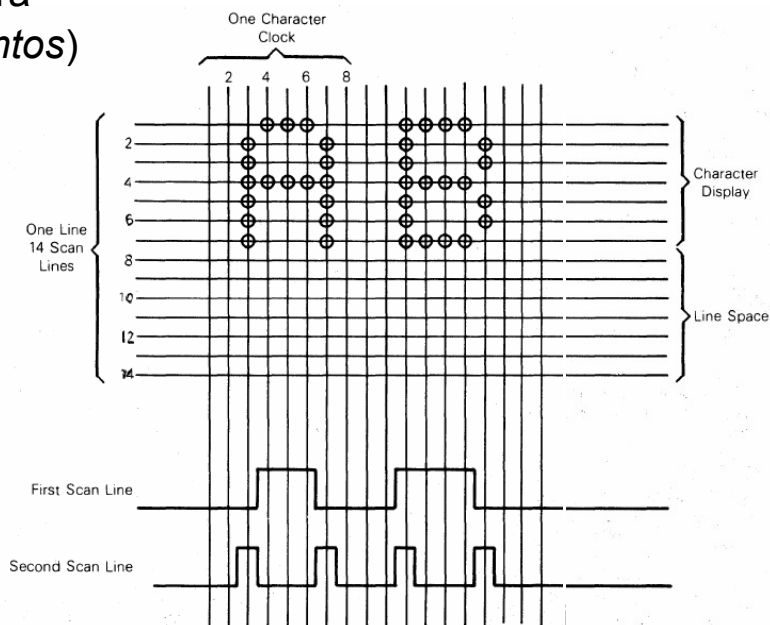 ra
ntos)
One Character
Clock
2 4 6 8
2
4
6
8
10
12
14
One Line
14 Scan
Lines
Character
Display
Line Space
First Scan Line
Second Scan Line